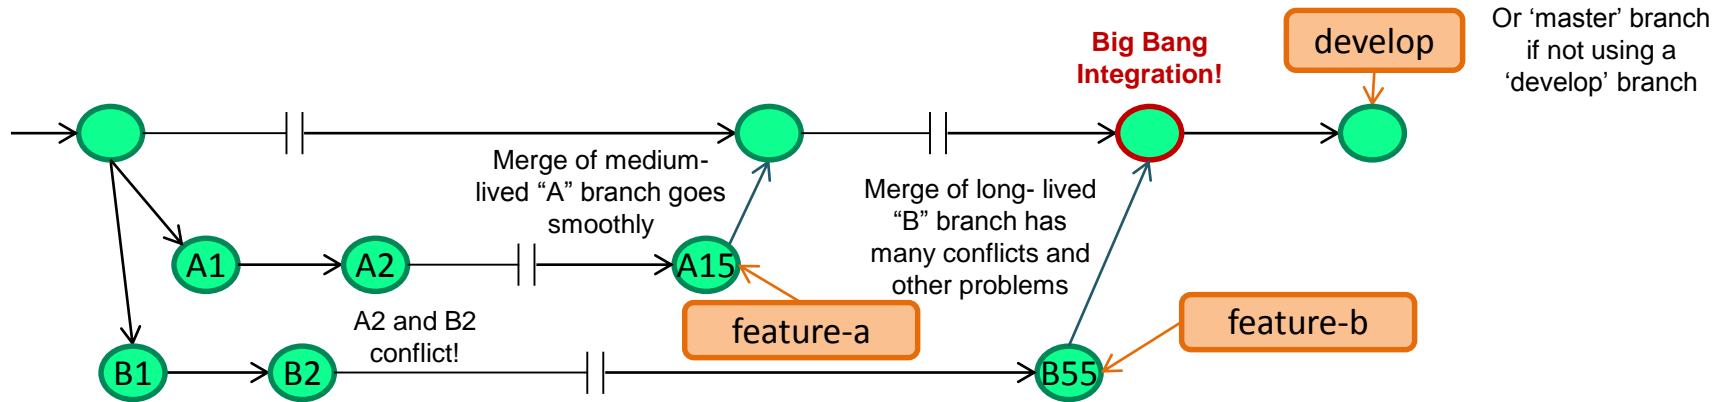 Big Bang
Integration!
develop
Or ‘master’ branch
if not using a
‘develop’ branch
Merge of medium-
lived “A” branch goes
smoothly
Merge of long- lived
“B” branch has
many conflicts and
other problems
A1
A2
A15
feature-a
A2 and B2
conflict!
feature-b
B1
B2
B55